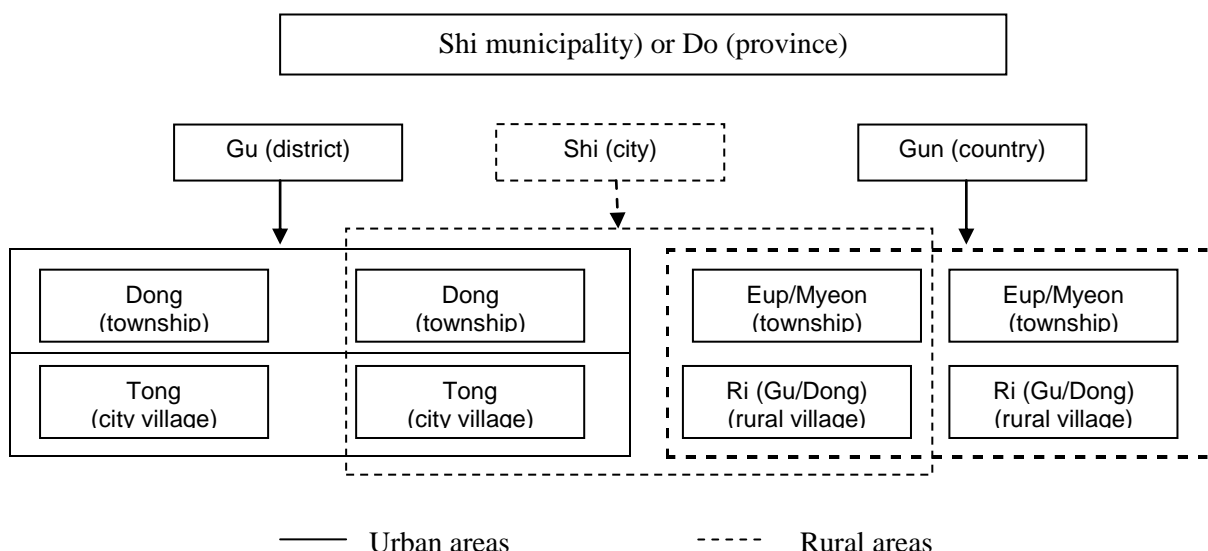 Shi municipality) or Do (province)
Gu (district)
Shi (city)
Gun (country)
Dong
(township)
Dong
(township)
Eup/Myeon
(township)
Eup/Myeon
(township)
Tong
(city village)
Tong
(city village)
Ri (Gu/Dong)
(rural village)
Ri (Gu/Dong)
(rural village)
Urban areas
Rural areas